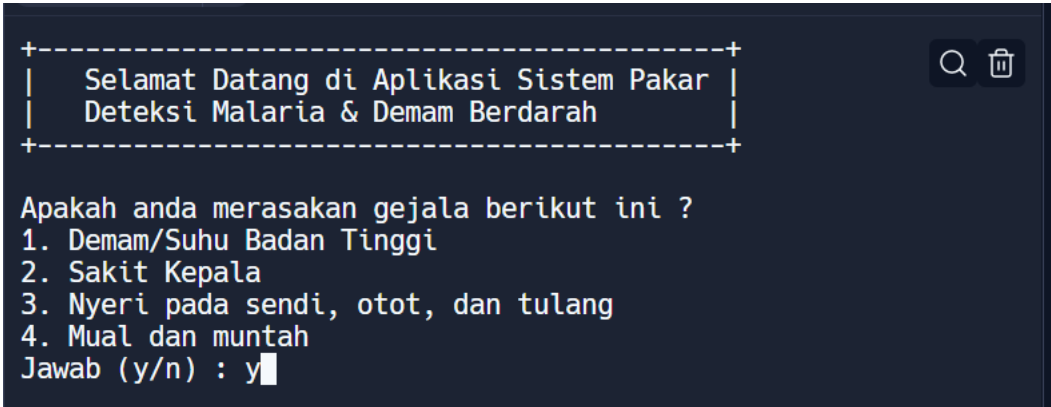 +-------------------------------------------+
|   Selamat Datang di Aplikasi Sistem Pakar |
|   Deteksi Malaria & Demam Berdarah        |
+-------------------------------------------+
Apakah anda merasakan gejala berikut ini ?
1. Demam/Suhu Badan Tinggi
2. Sakit Kepala
3. Nyeri pada sendi, otot, dan tulang
4. Mual dan muntah
Jawab (y/n) : y